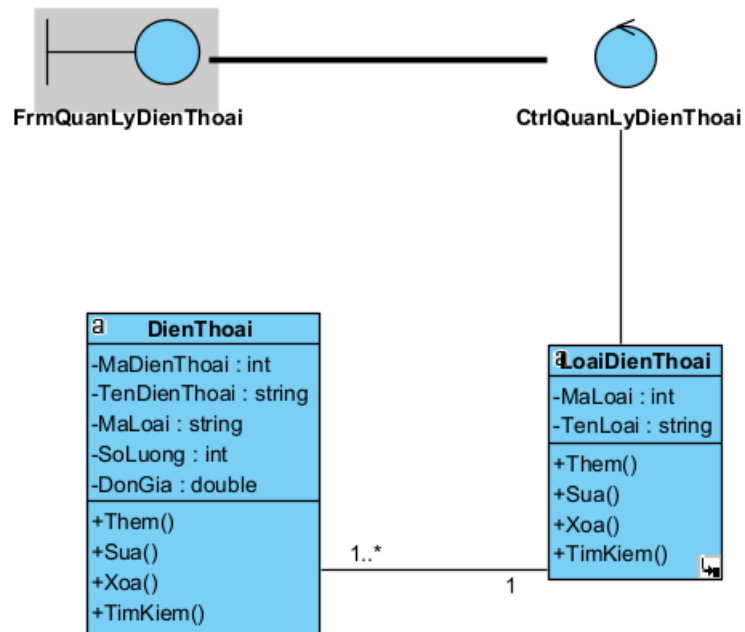 FrmQuanLyDienThoai
CtrlQuanLyDienThoai
a
DienThoai
-MaDienThoai : int
-TenDienThoai : string
-MaLoai : string
-SoLuong : int
-DonGia : double
+Them()
+Sua()
+Xoa()
+TimKiem()
1..*
1
a
LoaiDienThoai
-MaLoai : int
-TenLoai : string
+Them()
+Sua()
+Xoa()
+TimKiem()